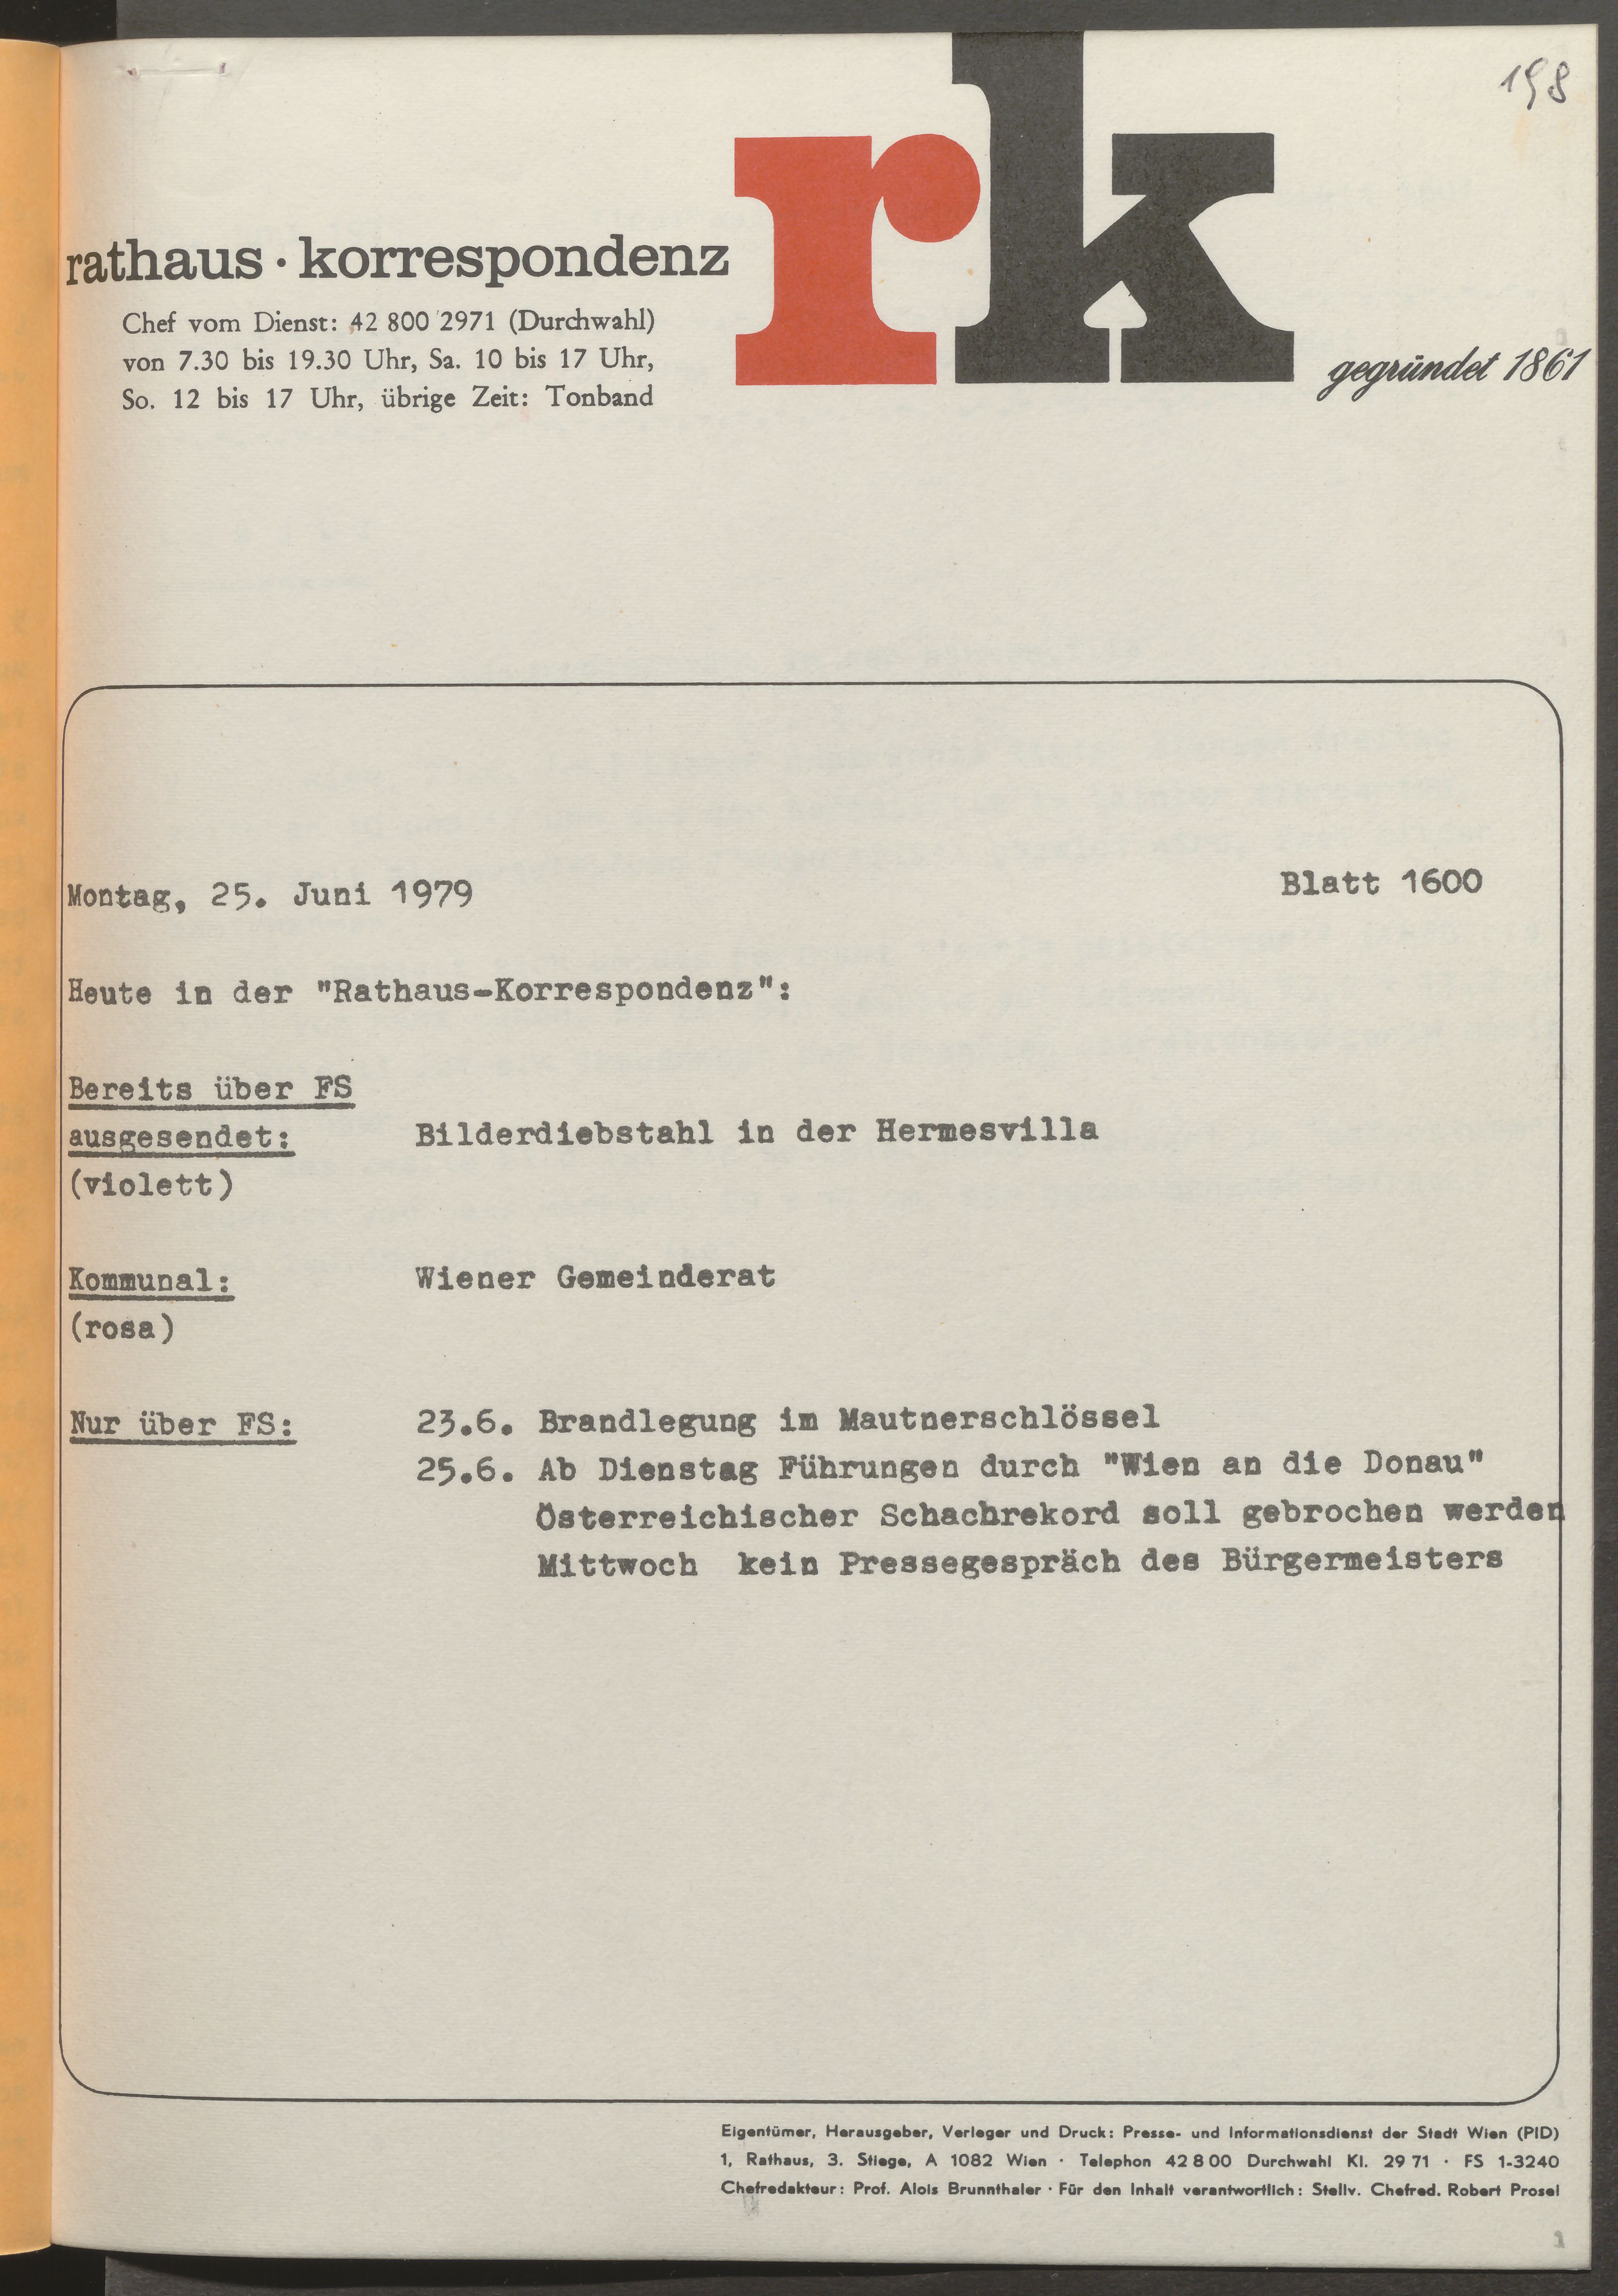 198
rk
rathaus · korrespondenz
Chef vom Dienst: 42 800 2971 (Durchwahl)
von 7.30 bis 19.30 Uhr, Sa. 10 bis 17 Uhr,
So. 12 bis 17 Uhr, übrige Zeit: Tonband
gegründet 1861
Montag, 25. Juni 1979 Blatt 1600
Heute in der "Rathaus-Korrespondenz":
Bereits über FS
ausgesendet: Bilderdiebstahl in der Hermesvilla
(violett)
Kommunal: Wiener Gemeinderat
(rosa)
Nur über FS: 23.6. Brandlegung im Mautnerschlössel
25.6. Ab Dienstag Führungen durch "Wien an die Donau"
Österreichischer Schachrekord soll gebrochen werden
Mittwoch kein Pressegespräch des Bürgermeisters
Eigentümer, Herausgeber, Verleger und Druck: Presse- und Informationsdienst der Stadt Wien (PID)
1, Rathaus, 3. Stiege, A 1082 Wien · Telephon 42 8 00 Durchwahl Kl. 29 71 · FS 1-3240
Chefredakteur: Prof. Alois Brunnthaler · Für den Inhalt verantwortlich: Stellv. Chefred. Robert Prosel